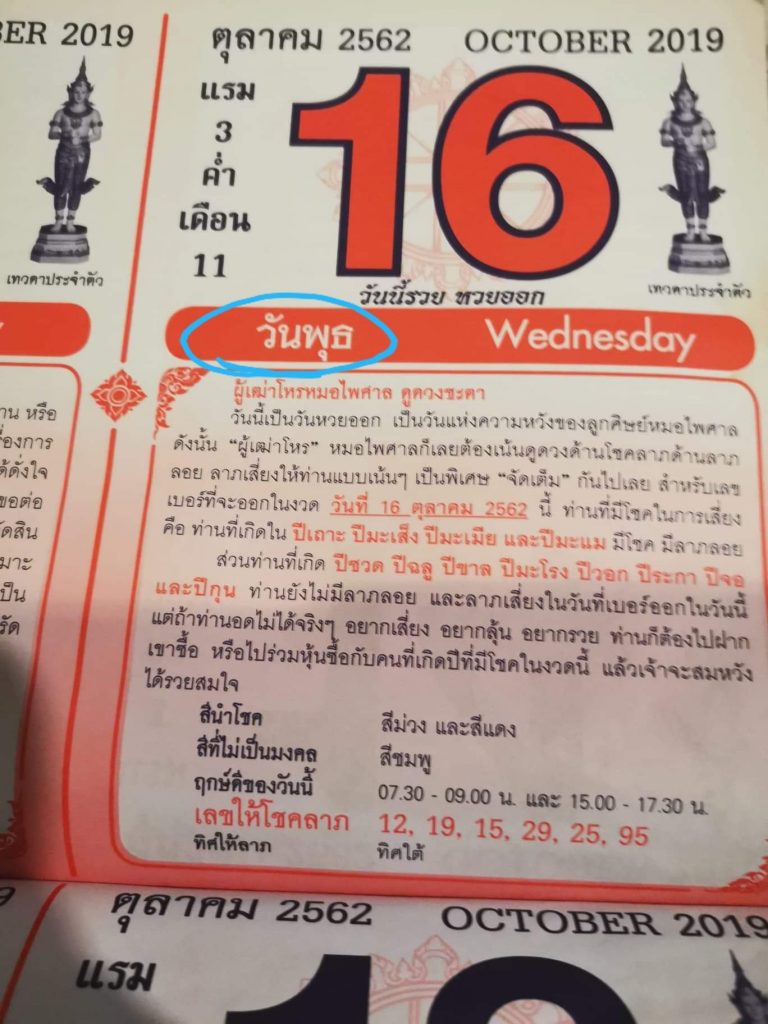 BER 2019
ตุลาคม 2562 OCTOBER 2019
แรม
3
ค่ำ
เดือน
11
16
เทวดาประจำตัว
เทวดาประจำตัว
วันนี้รวย หวยออก
วันพุธ Wednesday
ผู้เฒ่าโหรหมอไพศาล ดูดวงชะตา
วันนี้เป็นวันหวยออก เป็นวันแห่งความหวังของลูกศิษย์หมอไพศาล
ดังนั้น “ผู้เฒ่าโหร” หมอไพศาลก็เลยต้องเน้นดูดวงด้านโชคลาภด้านลาภ
ลอย ลาภเสี่ยงให้ท่านแบบเน้นๆ เป็นพิเศษ “จัดเต็ม” กันไปเลย สำหรับเลข
เบอร์ที่จะออกในงวด วันที่ 16 ตุลาคม 2562 นี้ ท่านที่มีโชคในการเสี่ยง
คือ ท่านที่เกิดใน ปีเถาะ ปีมะเส็ง ปีมะเมีย และปีมะแม มีโชค มีลาภลอย
ส่วนท่านที่เกิด ปีชวด ปีฉลู ปีขาล ปีมะโรง ปีวอก ปีระกา ปีจอ
และปีกุน ท่านยังไม่มีลาภลอย และลาภเสี่ยงในวันที่เบอร์ออกในวันนี้
แต่ถ้าท่านอดไม่ได้จริงๆ อยากเสี่ยง อยากลุ้น อยากรวย ท่านก็ต้องไปฝาก
เขาซื้อ หรือไปร่วมหุ้นซื้อกับคนที่เกิดปีที่มีโชคในงวดนี้ แล้วเจ้าจะสมหวัง
ได้รวยสมใจ
สีนำโชค สีม่วง และสีแดง
สีที่ไม่เป็นมงคล สีชมพู
ฤกษ์ดีของวันนี้ 07.30 - 09.00 น. และ 15.00 - 17.30 น.
เลขให้โชคลาภ 12, 19, 15, 29, 25, 95
ทิศให้ลาภ ทิศใต้
าน หรือ
องการ
ตั้งใจ
ขอต่อ
ัดสิน
มาะ
เป็น
รัด
ตุลาคม 2562 OCTOBER 2019
แรม